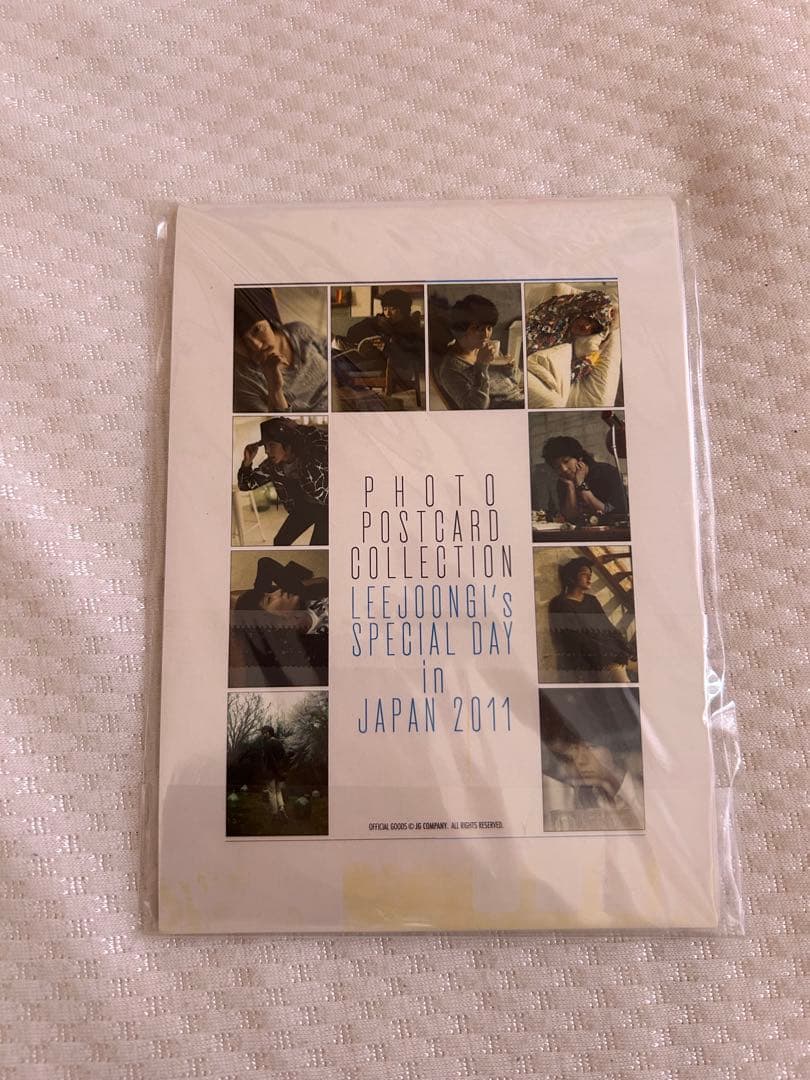 PHOTO
POSTCARD
COLLECTION
LEEJOONGI's
SPECIAL DAY
in
JAPAN 2011
OFFICIAL GOODS © JG COMPANY. ALL RIGHTS RESERVED.